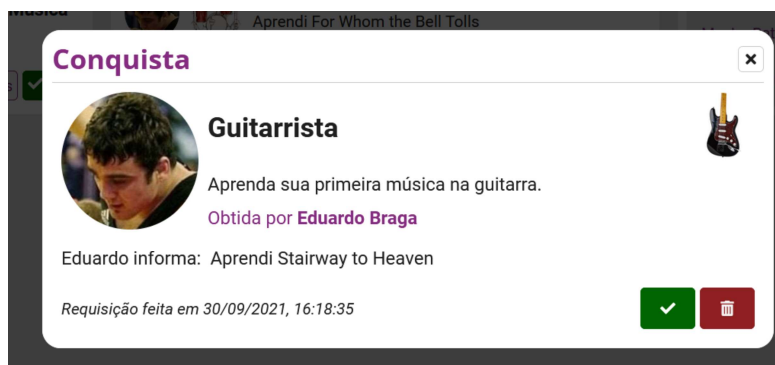 Aprendi For Whom the Bell Tolls
Conquista
Guitarrista
Aprenda sua primeira música na guitarra.
Obtida por Eduardo Braga
Eduardo informa: Aprendi Stairway to Heaven
Requisição feita em 30/09/2021, 16:18:35